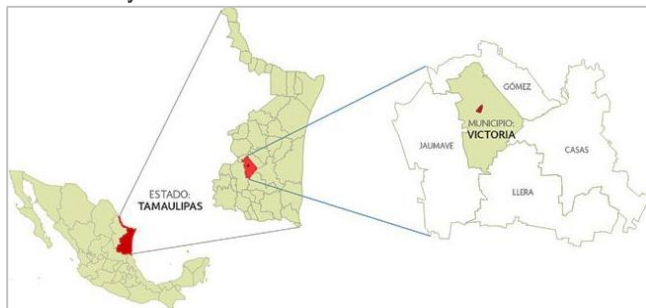 ESTADO:
TAMAULIPAS
GÓMEZ
MUNICIPIO:
VICTORIA
JAUMAVE
CASAS
LLERA